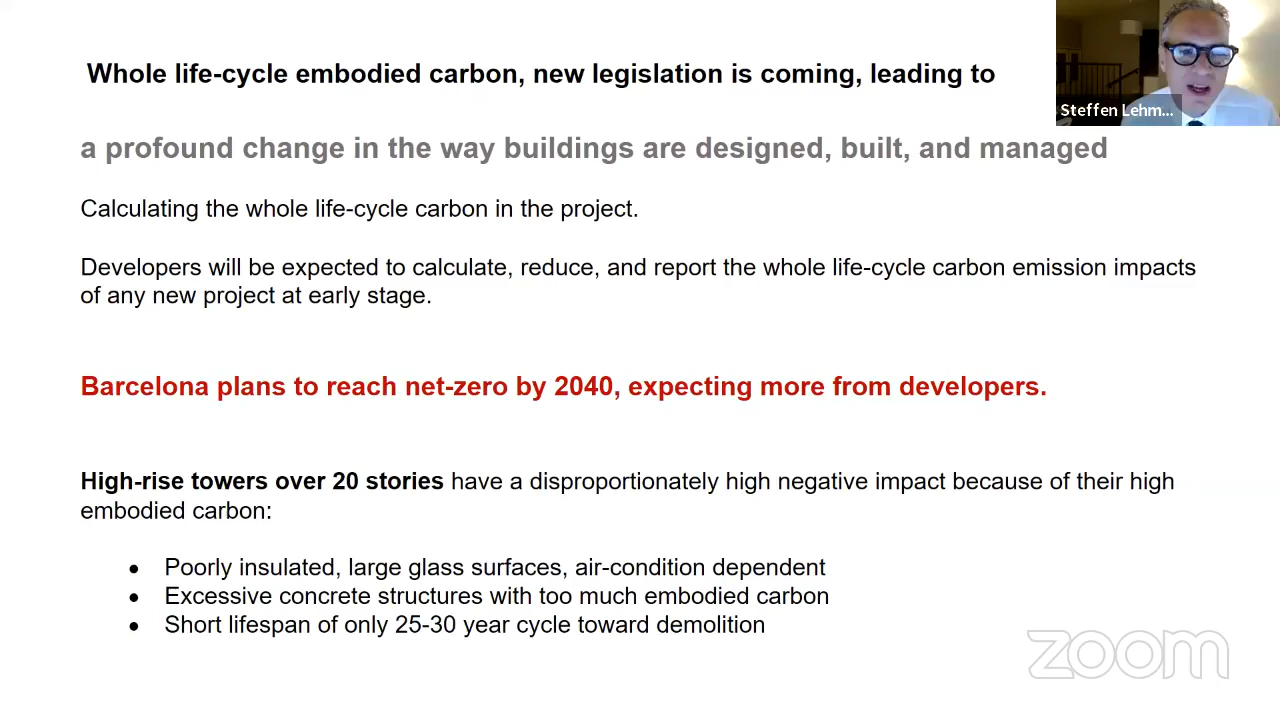 Whole life-cycle embodied carbon, new legislation is coming, leading to
Steffen Lehm...
a profound change in the way buildings are designed, built, and managed
Calculating the whole life-cycle carbon in the project.
Developers will be expected to calculate, reduce, and report the whole life-cycle carbon emission impacts
of any new project at early stage.
Barcelona plans to reach net-zero by 2040, expecting more from developers.
High-rise towers over 20 stories have a disproportionately high negative impact because of their high
embodied carbon:
• Poorly insulated, large glass surfaces, air-condition dependent
• Excessive concrete structures with too much embodied carbon
• Short lifespan of only 25-30 year cycle toward demolition
zoom